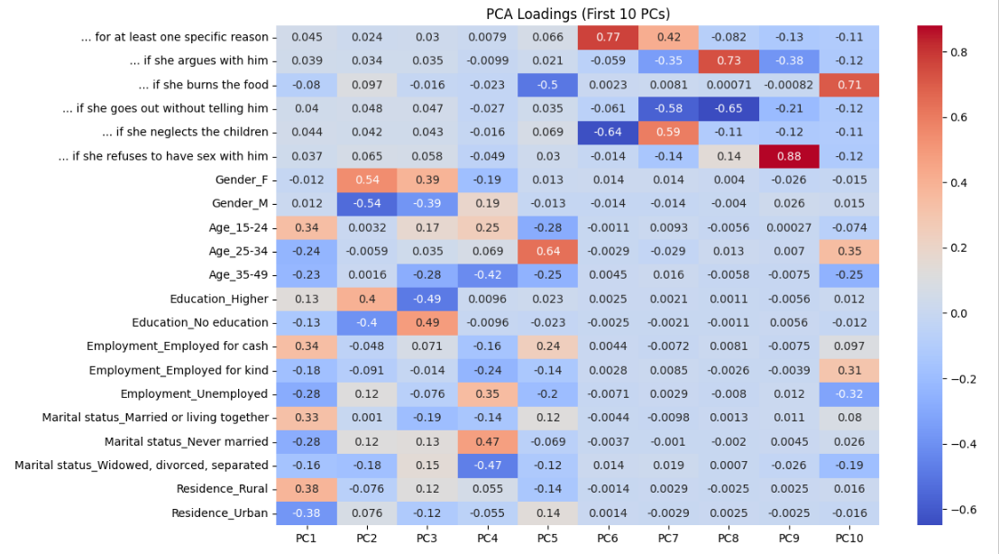 PCA Loadings (First 10 PCs)
... for at least one specific reason 0.045 0.024 0.03 0.0079 0.066 0.77 0.42 -0.082 -0.13 -0.11
... if she argues with him 0.039 0.034 0.035 -0.0099 0.021 -0.059 -0.35 0.73 -0.38 -0.12
... if she burns the food -0.08 0.097 -0.016 -0.023 -0.5 0.0023 0.0081 0.00071 -0.00082 0.71
... if she goes out without telling him 0.04 0.048 0.047 -0.027 0.035 -0.061 -0.58 -0.65 -0.21 -0.12
... if she neglects the children 0.044 0.042 0.043 -0.016 0.069 -0.64 0.59 -0.11 -0.12 -0.11
... if she refuses to have sex with him 0.037 0.065 0.058 -0.049 0.03 -0.014 -0.14 0.14 0.88 -0.12
Gender_F -0.012 0.54 0.39 -0.19 0.013 0.014 0.014 0.004 -0.026 -0.015
Gender_M 0.012 -0.54 -0.39 0.19 -0.013 -0.014 -0.014 -0.004 0.026 0.015
Age_15-24 0.34 0.0032 0.17 0.25 -0.28 -0.0011 0.0093 -0.0056 0.00027 -0.074
Age_25-34 -0.24 -0.0059 0.035 0.069 0.64 -0.0029 -0.029 0.013 0.007 0.35
Age_35-49 -0.23 0.0016 -0.28 -0.42 -0.25 0.0045 0.016 -0.0058 -0.0075 -0.25
Education_Higher 0.13 0.4 -0.49 0.0096 0.023 0.0025 0.0021 0.0011 -0.0056 0.012
Education_No education -0.13 -0.4 0.49 -0.0096 -0.023 -0.0025 -0.0021 -0.0011 0.0056 -0.012
Employment_Employed for cash 0.34 -0.048 0.071 -0.16 0.24 0.0044 -0.0072 0.0081 -0.0075 0.097
Employment_Employed for kind -0.18 -0.091 -0.014 -0.24 -0.14 0.0028 0.0085 -0.0026 -0.0039 0.31
Employment_Unemployed -0.28 0.12 -0.076 0.35 -0.2 -0.0071 0.0029 -0.008 0.012 -0.32
Marital status_Married or living together 0.33 0.001 -0.19 -0.14 0.12 -0.0044 -0.0098 0.0013 0.011 0.08
Marital status_Never married -0.28 0.12 0.13 0.47 -0.069 -0.0037 -0.001 -0.002 0.0045 0.026
Marital status_Widowed, divorced, separated -0.16 -0.18 0.15 -0.47 -0.12 0.014 0.019 0.0007 -0.026 -0.19
Residence_Rural 0.38 -0.076 0.12 0.055 -0.14 -0.0014 0.0029 -0.0025 0.0025 0.016
Residence_Urban -0.38 0.076 -0.12 -0.055 0.14 0.0014 -0.0029 0.0025 -0.0025 -0.016
PC1 PC2 PC3 PC4 PC5 PC6 PC7 PC8 PC9 PC10
0.8
0.6
0.4
0.2
0.0
−0.2
−0.4
−0.6